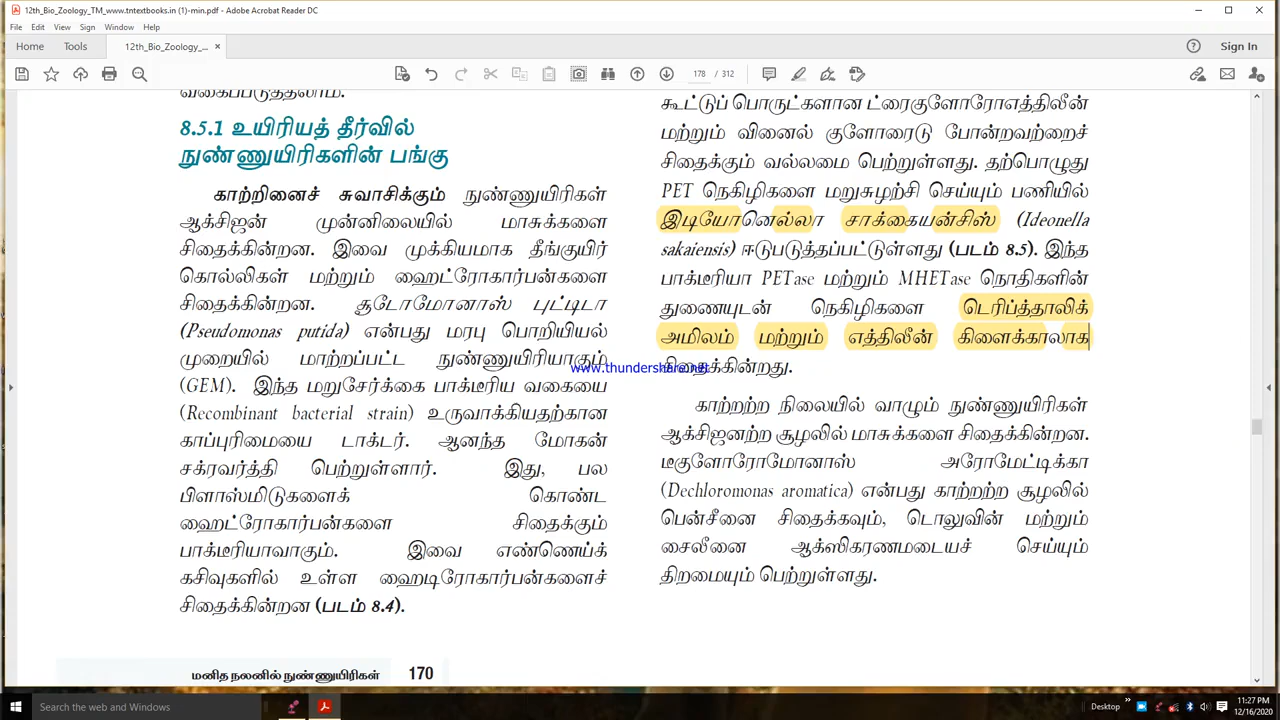 12th_Bio_Zoology_TM_www.tntextbooks.in (1)-min.pdf - Adobe Acrobat Reader DC
File Edit View Sign Window Help
Home Tools 12th_Bio_Zoology_... × Sign In
178 / 312
வகைப்படுத்தலாம்.
8.5.1 உயிரியத் தீர்வில்
நுண்ணுயிரிகளின் பங்கு
காற்றினைச் சுவாசிக்கும் நுண்ணுயிரிகள்
ஆக்சிஜன் முன்னிலையில் மாசுக்களை
சிதைக்கின்றன. இவை முக்கியமாக தீங்குயிர்
கொல்லிகள் மற்றும் ஹைட்ரோகார்பன்களை
சிதைக்கின்றன. சூடோமோனாஸ் புட்டிடா
(Pseudomonas putida) என்பது மரபு பொறியியல்
முறையில் மாற்றப்பட்ட நுண்ணுயிரியாகும்
(GEM). இந்த மறுசேர்க்கை பாக்டீரிய வகையை
(Recombinant bacterial strain) உருவாக்கியதற்கான
காப்புரிமையை டாக்டர். ஆனந்த மோகன்
சக்ரவர்த்தி பெற்றுள்ளார். இது, பல
பிளாஸ்மிடுகளைக் கொண்ட
ஹைட்ரோகார்பன்களை சிதைக்கும்
பாக்டீரியாவாகும். இவை எண்ணெய்க்
கசிவுகளில் உள்ள ஹைடிரோகார்பன்களைச்
சிதைக்கின்றன (படம் 8.4).
மனித நலனில் நுண்ணுயிரிகள் 170
கூட்டுப் பொருட்களான ட்ரைகுளோரோஎத்திலீன்
மற்றும் வினைல் குளோரைடு போன்றவற்றைச்
சிதைக்கும் வல்லமை பெற்றுள்ளது. தற்பொழுது
PET நெகிழிகளை மறுசுழற்சி செய்யும் பணியில்
இடியோனெல்லா சாக்கையன்சிஸ் (Ideonella
sakaiensis) ஈடுபடுத்தப்பட்டுள்ளது (படம் 8.5). இந்த
பாக்டீரியா PETase மற்றும் MHETase நொதிகளின்
துணையுடன் நெகிழிகளை டெரிப்த்தாலிக்
அமிலம் மற்றும் எத்திலீன் கிளைக்காலாக
சிதைக்கின்றது.
www.thundershare.net
காற்றற்ற நிலையில் வாழும் நுண்ணுயிரிகள்
ஆக்சிஜனற்ற சூழலில் மாசுக்களை சிதைக்கின்றன.
டீகுளோரோமோனாஸ் அரோமேட்டிக்கா
(Dechloromonas aromatica) என்பது காற்றற்ற சூழலில்
பென்சீனை சிதைக்கவும், டொலுவின் மற்றும்
சைலீனை ஆக்ஸிகரணமடையச் செய்யும்
திறமையும் பெற்றுள்ளது.
Search the web and Windows
Desktop 11:27 PM
12/16/2020